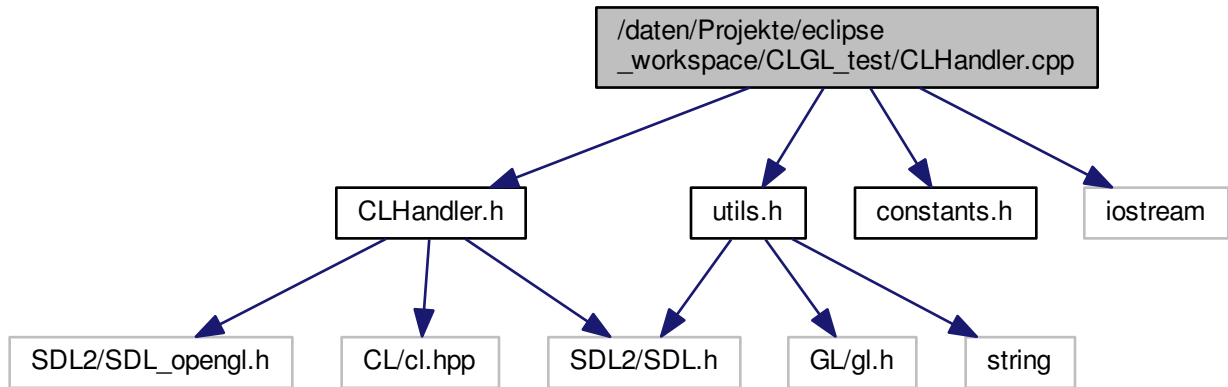 /daten/Projekte/eclipse
_workspace/CLGL_test/CLHandler.cpp
CLHandler.h
utils.h
constants.h
iostream
SDL2/SDL_opengl.h
CL/cl.hpp
SDL2/SDL.h
GL/gl.h
string